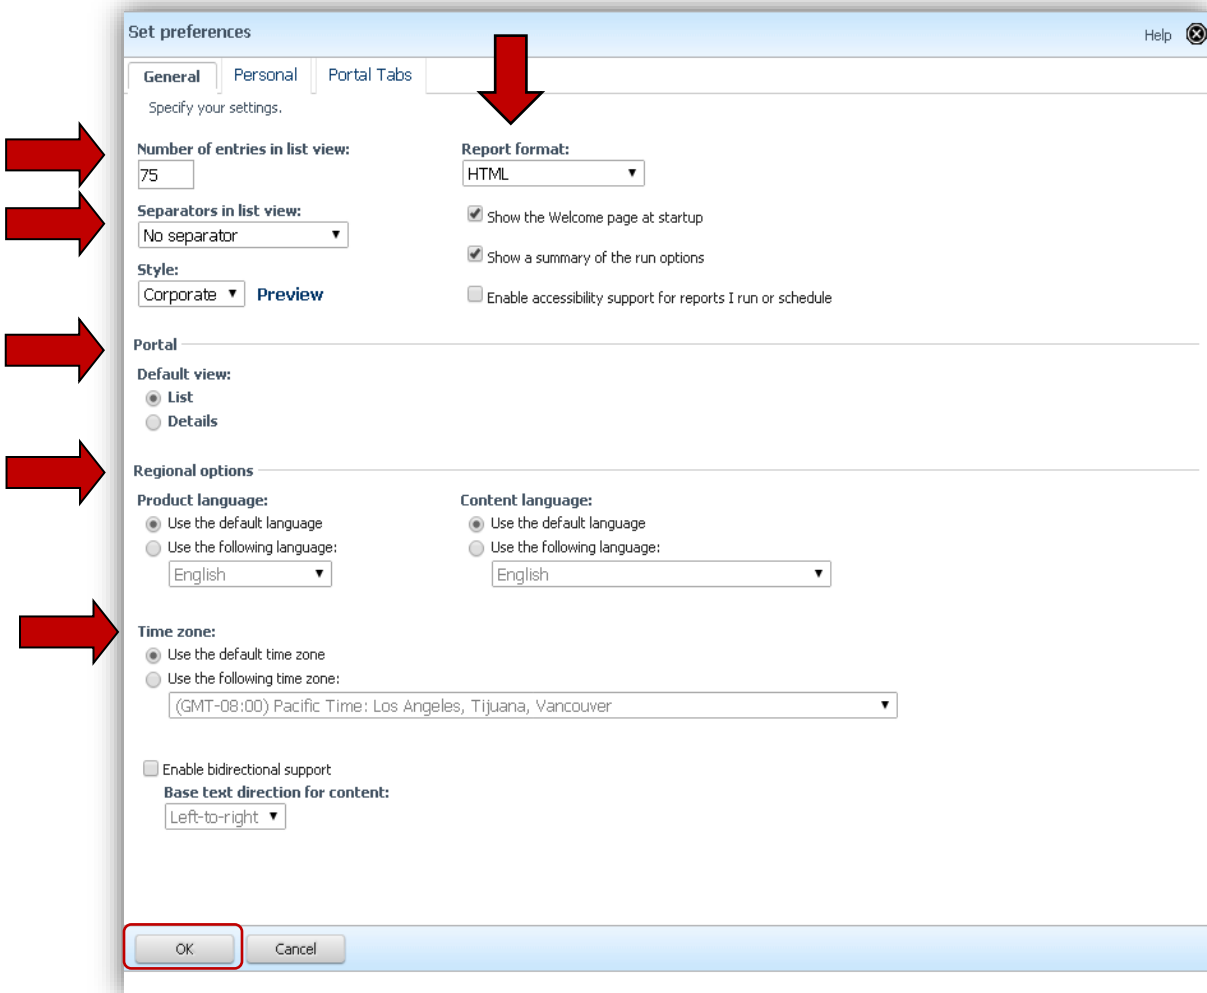 Set preferences
Help
General Personal Portal Tabs
Specify your settings.
Number of entries in list view:
75
Separators in list view:
No separator
Style:
Corporate Preview
Report format:
HTML
Show the Welcome page at startup
Show a summary of the run options
Enable accessibility support for reports I run or schedule
Portal
Default view:
List
Details
Regional options
Product language:
Use the default language
Use the following language:
English
Content language:
Use the default language
Use the following language:
English
Time zone:
Use the default time zone
Use the following time zone:
(GMT-08:00) Pacific Time: Los Angeles, Tijuana, Vancouver
Enable bidirectional support
Base text direction for content:
Left-to-right
OK Cancel